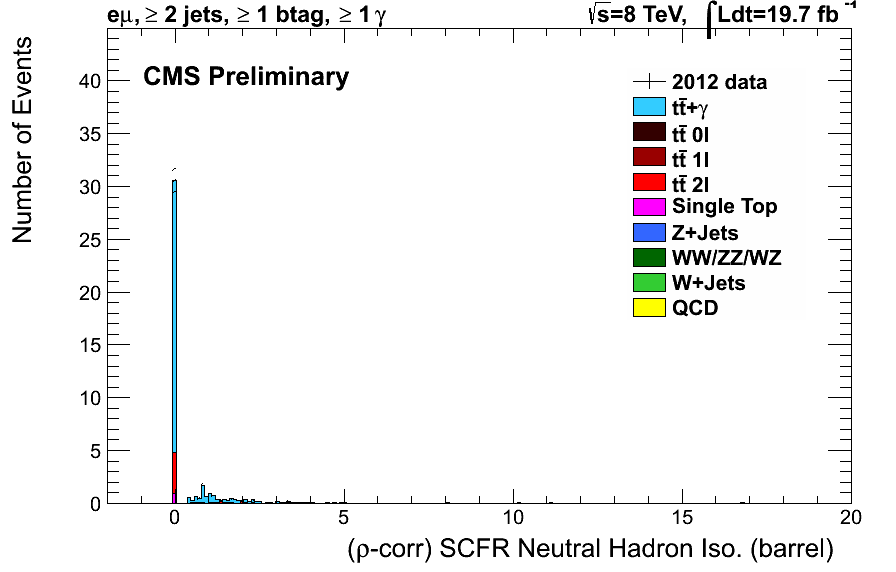 eμ, ≥ 2 jets, ≥ 1 btag, ≥ 1 γ
√s=8 TeV, ∫Ldt=19.7 fb⁻¹
CMS Preliminary
Number of Events
40
35
30
25
20
15
10
5
0
2012 data
tt̄+γ
tt̄ 0l
tt̄ 1l
tt̄ 2l
Single Top
Z+Jets
WW/ZZ/WZ
W+Jets
QCD
0 5 10 15 20
(ρ-corr) SCFR Neutral Hadron Iso. (barrel)